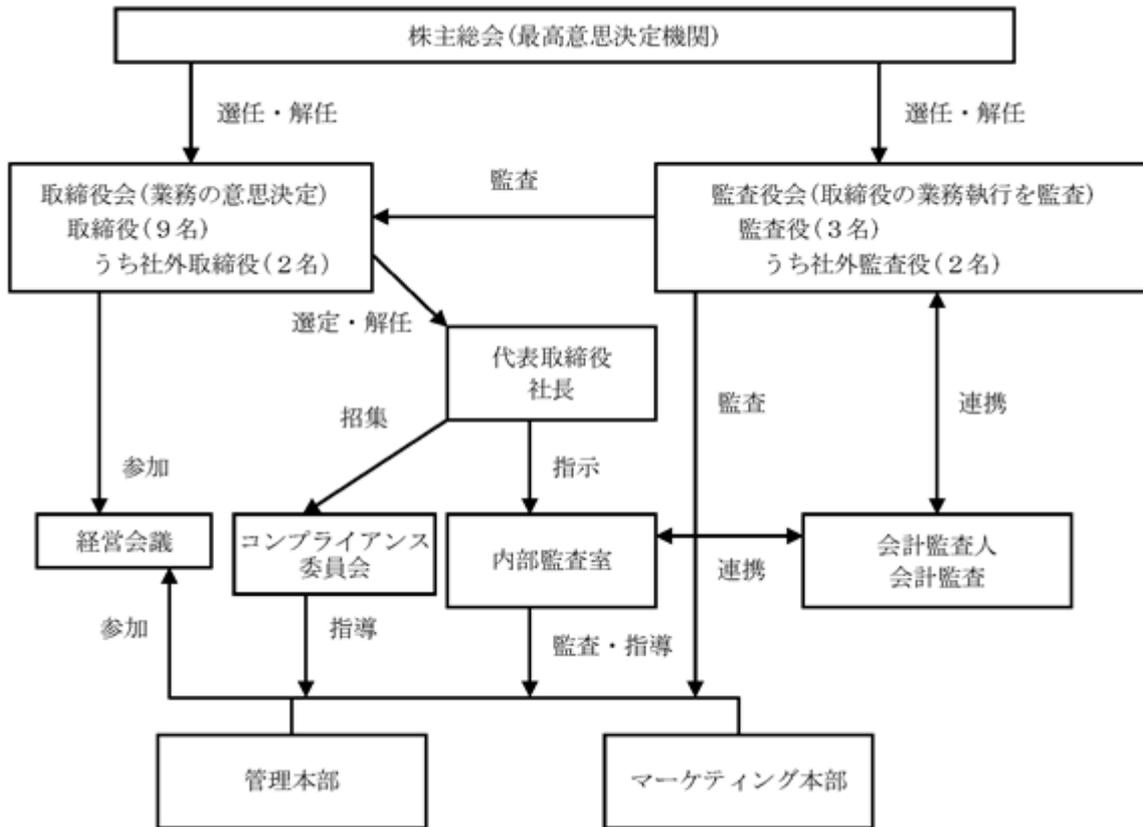 株主総会(最高意思決定機関)
選任・解任
選任・解任
取締役会(業務の意思決定)
取締役(9名)
うち社外取締役(2名)
監査
監査役会(取締役の業務執行を監査)
監査役(3名)
うち社外監査役(2名)
選定・解任
代表取締役
社長
招集
監査
連携
参加
指示
経営会議
コンプライアンス
委員会
内部監査室
連携
会計監査人
会計監査
参加
指導
監査・指導
管理本部
マーケティング本部